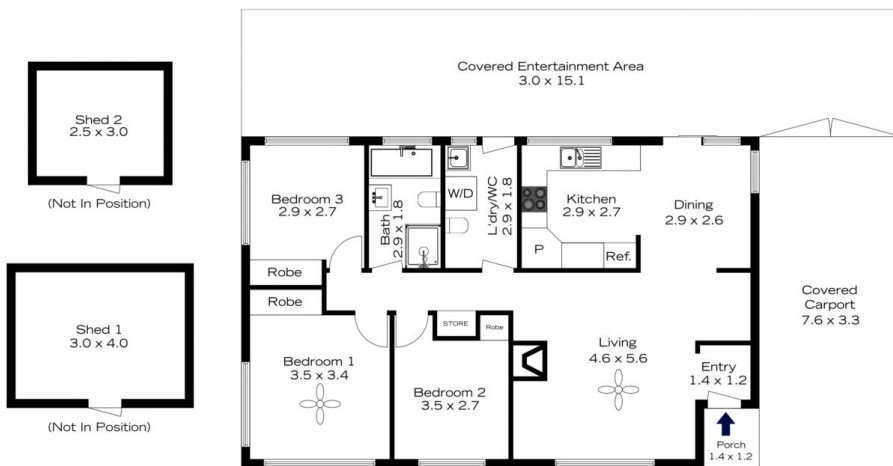 Covered Entertainment Area
3.0 x 15.1
Shed 2
2.5 x 3.0
(Not In Position)
Bedroom 3
2.9 x 2.7
Bath
2.9 x 1.8
W/D
L'dry/WC
2.9 x 1.8
Kitchen
2.9 x 2.7
Dining
2.9 x 2.6
P
Ref.
Robe
Robe
Shed 1
3.0 x 4.0
(Not In Position)
Covered
Carport
7.6 x 3.3
STORE
Robe
Living
4.6 x 5.6
Bedroom 1
3.5 x 3.4
Bedroom 2
3.5 x 2.7
Entry
1.4 x 1.2
Porch
1.4 x 1.2